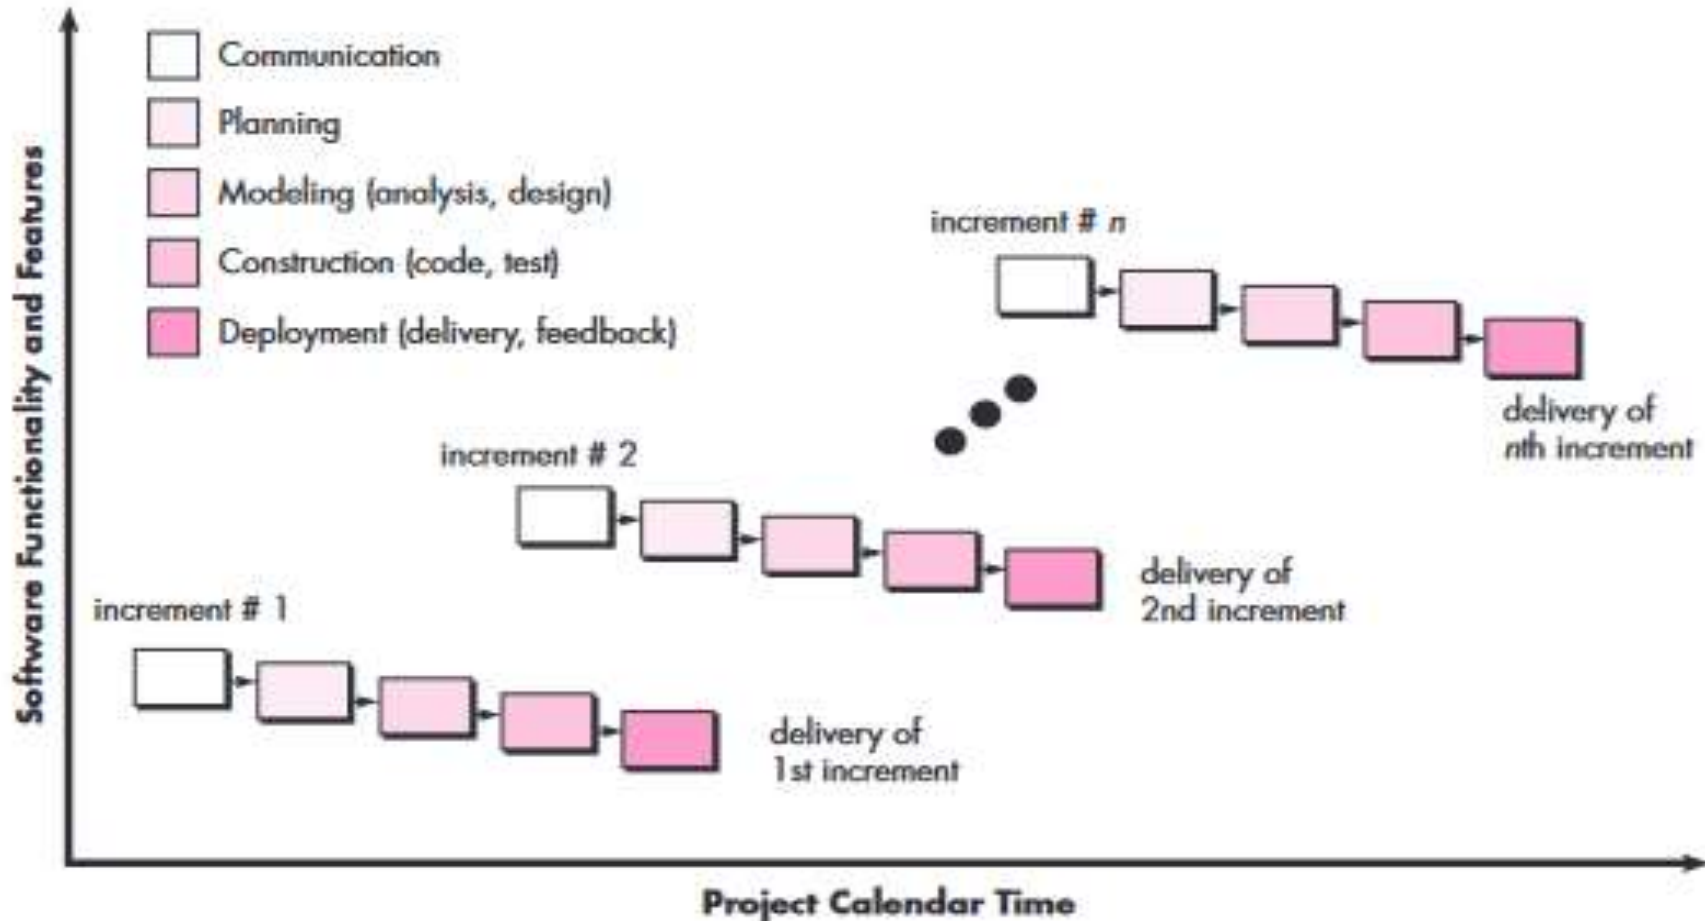 Communication
Planning
Modeling (analysis, design)
Construction (code, test)
Deployment (delivery, feedback)
Software Functionality and Features
increment # n
delivery of
nth increment
increment # 2
delivery of
2nd increment
increment # 1
delivery of
1st increment
Project Calendar Time